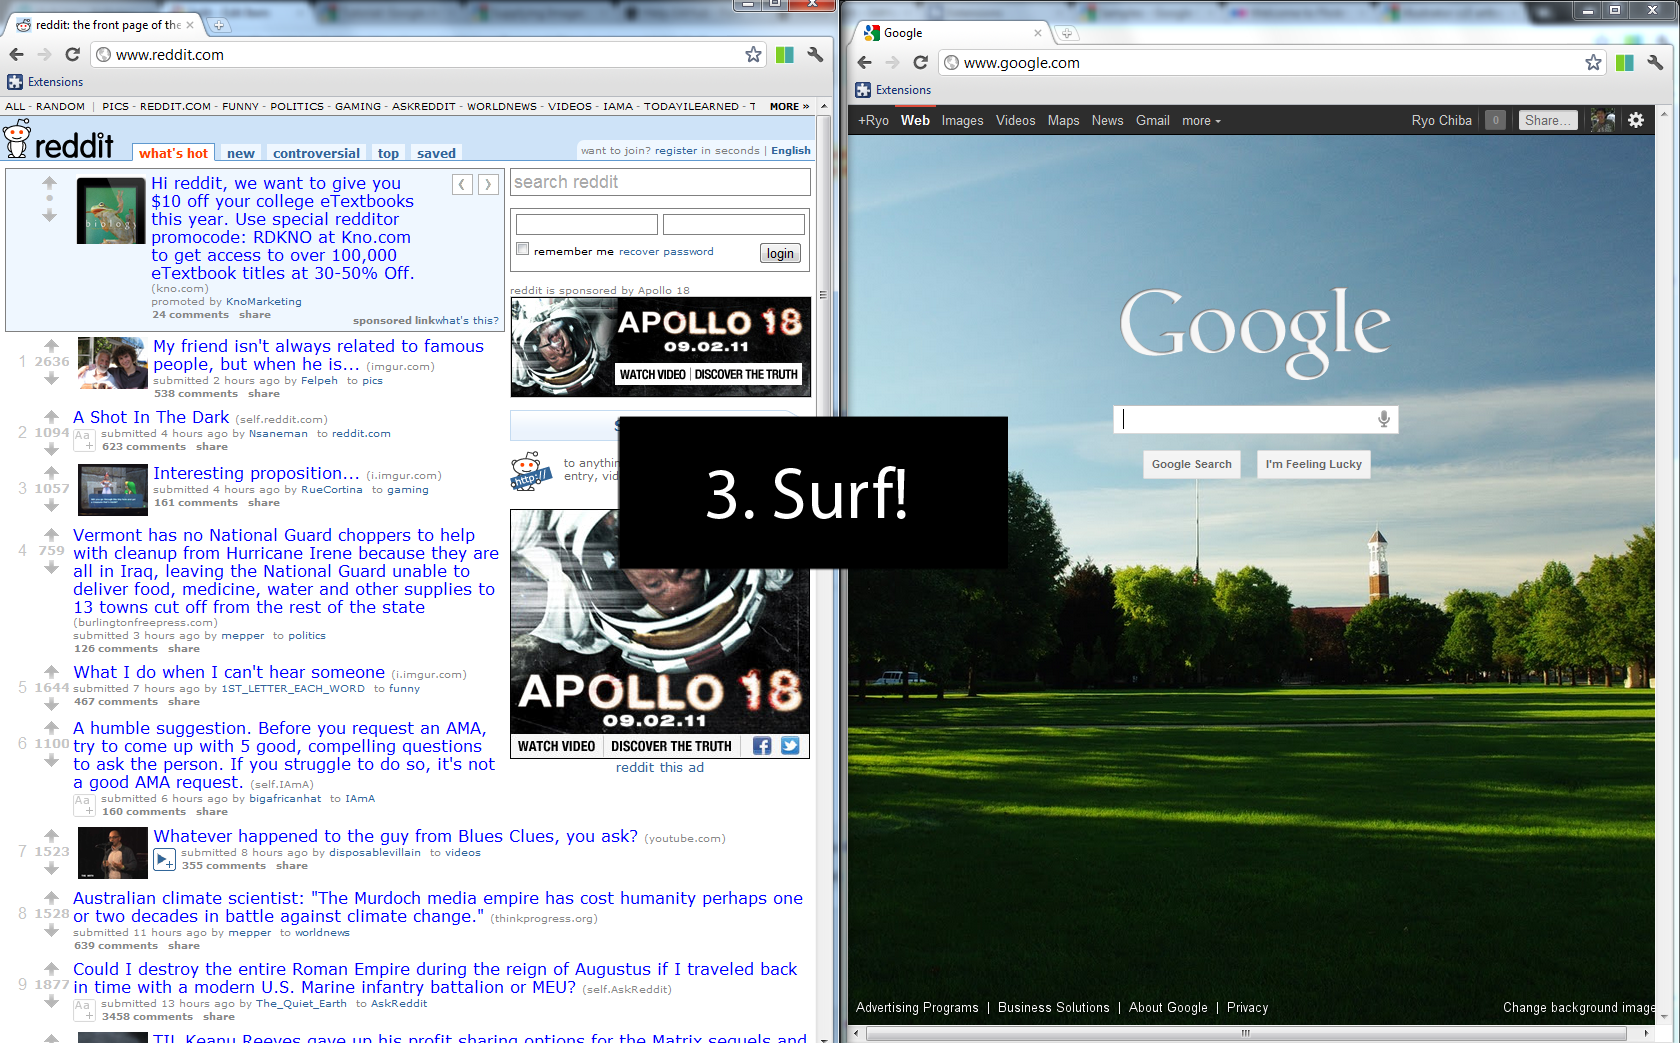 reddit: the front page of the
www.reddit.com
Extensions
ALL - RANDOM | PICS - REDDIT.COM - FUNNY - POLITICS - GAMING - ASKREDDIT - WORLDNEWS - VIDEOS - IAMA - TODAYILEARNED - T MORE »
reddit
what's hot new controversial top saved
want to join? register in seconds | English
Hi reddit, we want to give you
$10 off your college eTextbooks
this year. Use special redditor
promocode: RDKNO at Kno.com
to get access to over 100,000
eTextbook titles at 30-50% Off.
(kno.com)
promoted by KnoMarketing
24 comments share
sponsored link what's this?
biology
1 2636
My friend isn't always related to famous
people, but when he is... (imgur.com)
submitted 2 hours ago by Felpeh to pics
538 comments share
2 1094
A Shot In The Dark (self.reddit.com)
Aa+
submitted 4 hours ago by Nsaneman to reddit.com
623 comments share
3 1057
Interesting proposition... (i.imgur.com)
submitted 4 hours ago by RueCortina to gaming
161 comments share
4 759
Vermont has no National Guard choppers to help
with cleanup from Hurricane Irene because they are
all in Iraq, leaving the National Guard unable to
deliver food, medicine, water and other supplies to
13 towns cut off from the rest of the state
(burlingtonfreepress.com)
submitted 3 hours ago by mepper to politics
126 comments share
5 1644
What I do when I can't hear someone (i.imgur.com)
submitted 7 hours ago by 1ST_LETTER_EACH_WORD to funny
467 comments share
6 1100
A humble suggestion. Before you request an AMA,
try to come up with 5 good, compelling questions
to ask the person. If you struggle to do so, it's not
a good AMA request. (self.IAmA)
Aa+
submitted 6 hours ago by bigafricanhat to IAmA
160 comments share
7 1523
Whatever happened to the guy from Blues Clues, you ask? (youtube.com)
submitted 8 hours ago by disposablevillain to videos
355 comments share
8 1528
Australian climate scientist: "The Murdoch media empire has cost humanity perhaps one
or two decades in battle against climate change." (thinkprogress.org)
submitted 11 hours ago by mepper to worldnews
639 comments share
9 1877
Could I destroy the entire Roman Empire during the reign of Augustus if I traveled back
in time with a modern U.S. Marine infantry battalion or MEU? (self.AskReddit)
Aa+
submitted 13 hours ago by The_Quiet_Earth to AskReddit
3458 comments share
TIL Keanu Reeves gave up his profit sharing options for the Matrix sequels and
search reddit
remember me recover password
login
reddit is sponsored by Apollo 18
APOLLO 18
09.02.11
WATCH VIDEO | DISCOVER THE TRUTH
http://
to anythin
entry, vid
APOLLO 18
09.02.11
WATCH VIDEO DISCOVER THE TRUTH
reddit this ad
3. Surf!
Google
www.google.com
Extensions
+Ryo Web Images Videos Maps News Gmail more
Ryo Chiba 0 Share...
Google
Google Search I'm Feeling Lucky
Advertising Programs | Business Solutions | About Google | Privacy
Change background image